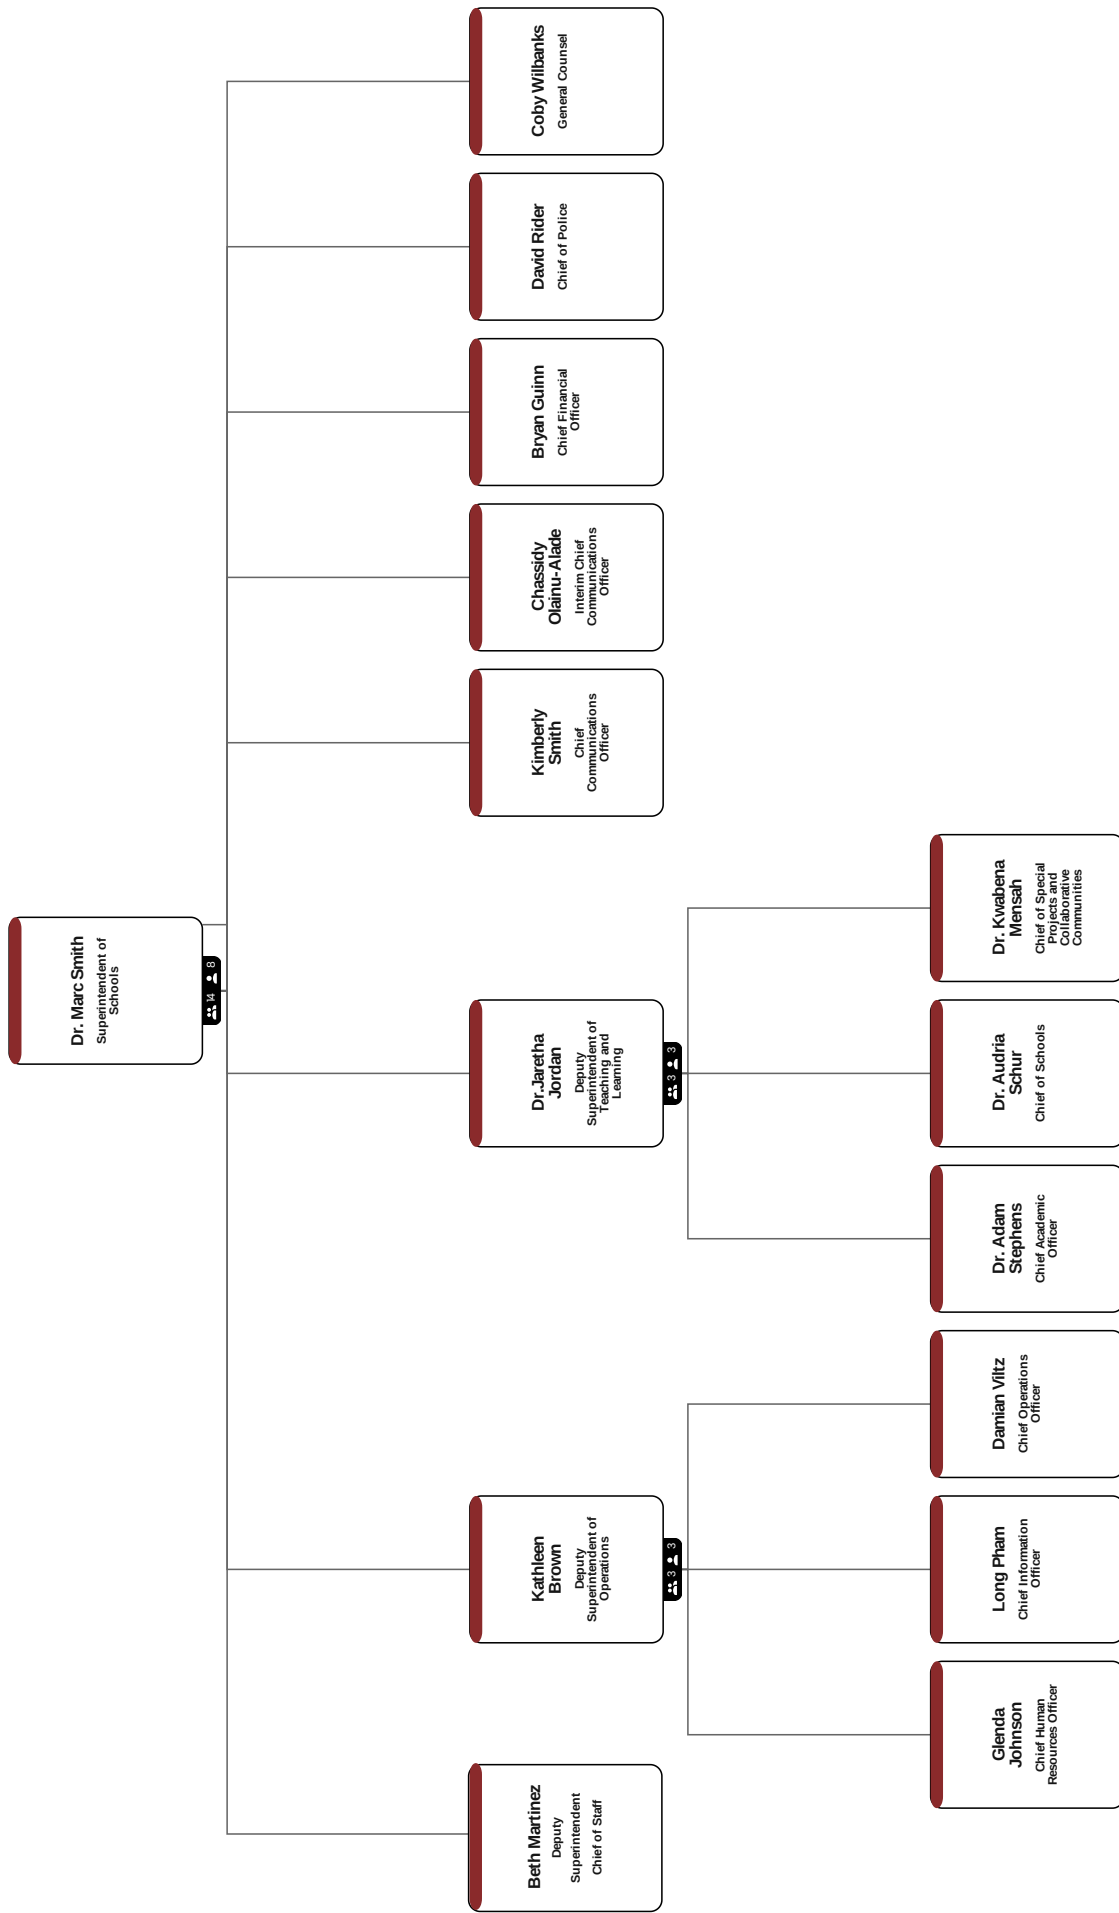 Dr. Marc Smith
Superintendent of
Schools
14 8
Beth Martinez
Deputy
Superintendent
Chief of Staff
Kathleen
Brown
Deputy
Superintendent of
Operations
3 3
Dr.Jaretha
Jordan
Deputy
Superintendent of
Teaching and
Learning
3 3
Kimberly
Smith
Chief
Communications
Officer
Chassidy
Olainu-Alade
Interim Chief
Communications
Officer
Bryan Guinn
Chief Financial
Officer
David Rider
Chief of Police
Coby Wilbanks
General Counsel
Glenda
Johnson
Chief Human
Resources Officer
Long Pham
Chief Information
Officer
Damian Viltz
Chief Operations
Officer
Dr. Adam
Stephens
Chief Academic
Officer
Dr. Audria
Schur
Chief of Schools
Dr. Kwabena
Mensah
Chief of Special
Projects and
Collaborative
Communities